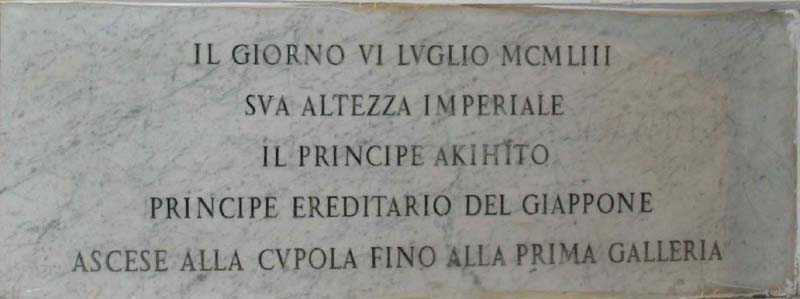 IL GIORNO VI LVGLIO MCMLIII
SVA ALTEZZA IMPERIALE
IL PRINCIPE AKIHITO
PRINCIPE EREDITARIO DEL GIAPPONE
ASCESE ALLA CVPOLA FINO ALLA PRIMA GALLERIA